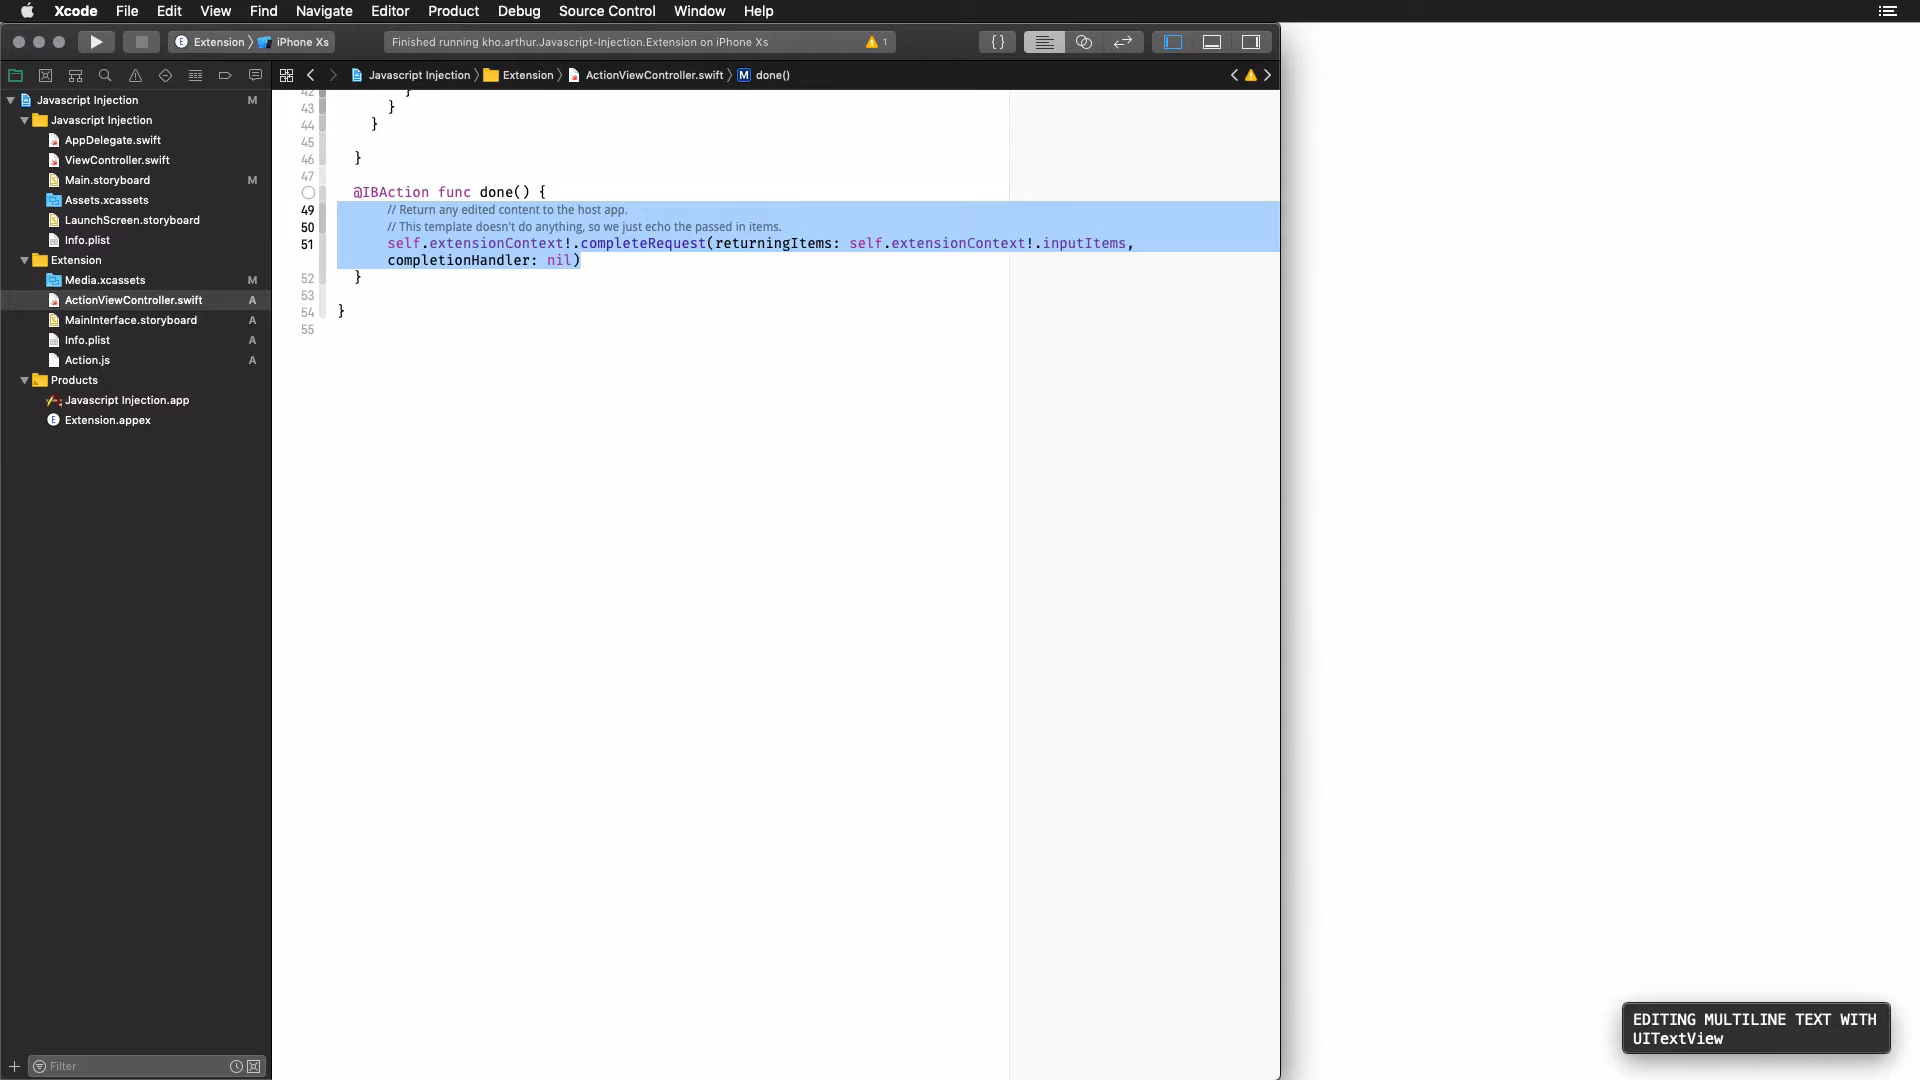 Xcode File Edit View Find Navigate Editor Product Debug Source Control Window Help
E Extension iPhone Xs
Finished running kho.arthur.Javascript-Injection.Extension on iPhone Xs
1
{}
Javascript Injection Extension ActionViewController.swift M done()
Javascript Injection M
Javascript Injection
AppDelegate.swift
ViewController.swift
Main.storyboard M
Assets.xcassets
LaunchScreen.storyboard
Info.plist
Extension
Media.xcassets M
ActionViewController.swift A
MainInterface.storyboard A
Info.plist A
Action.js A
Products
Javascript Injection.app
E Extension.appex
Filter
42 }
43 }
44 }
45
46 }
47
@IBAction func done() {
49 // Return any edited content to the host app.
50 // This template doesn't do anything, so we just echo the passed in items.
51 self.extensionContext!.completeRequest(returningItems: self.extensionContext!.inputItems,
completionHandler: nil)
52 }
53
54 }
55
EDITING MULTILINE TEXT WITH
UITextView